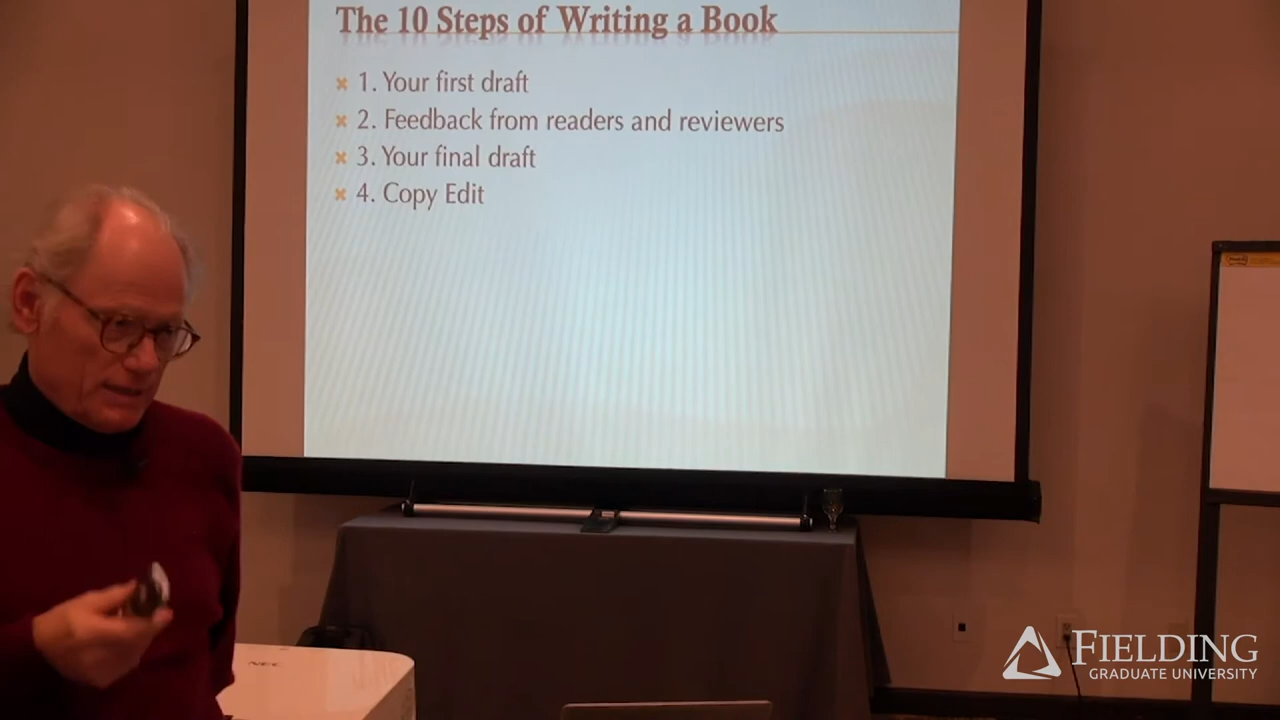 The 10 Steps of Writing a Book
1. Your first draft
2. Feedback from readers and reviewers
3. Your final draft
4. Copy Edit
NEC
FIELDING
GRADUATE UNIVERSITY